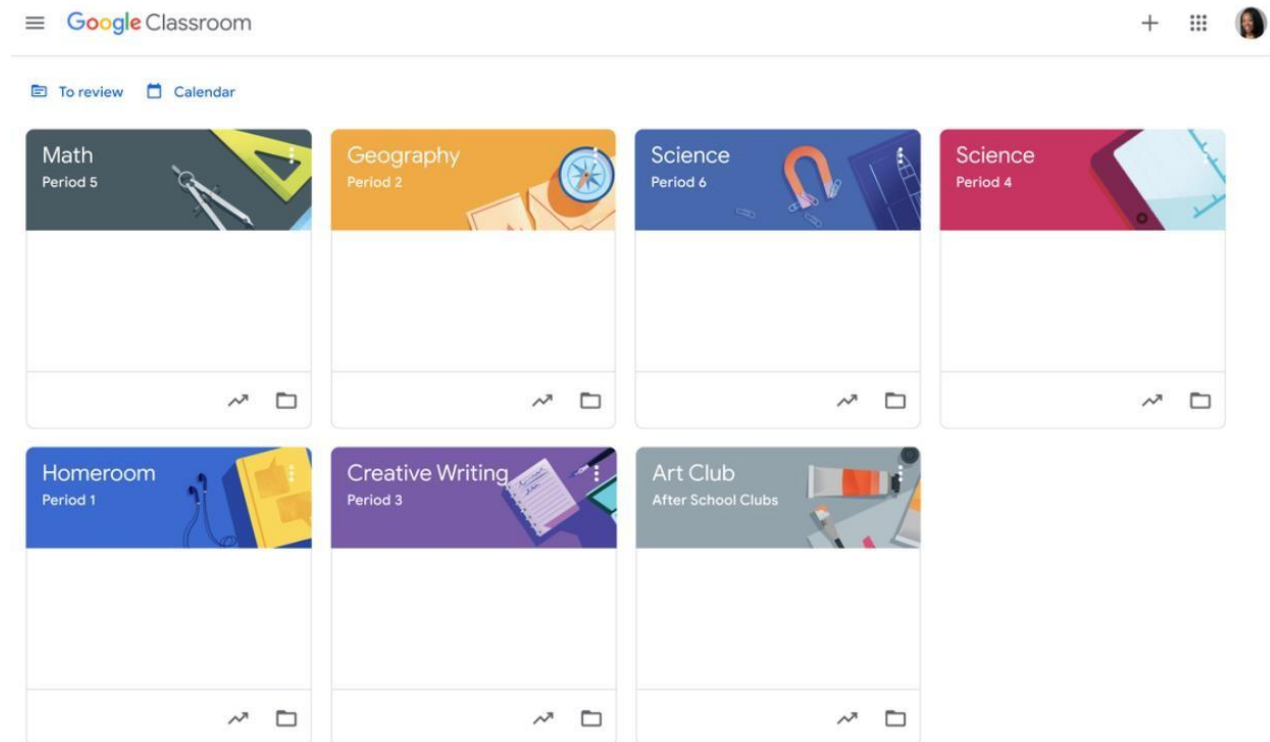 Google Classroom
To review
Calendar
Math
Period 5
Geography
Period 2
Science
Period 6
Science
Period 4
Homeroom
Period 1
Creative Writing
Period 3
Art Club
After School Clubs